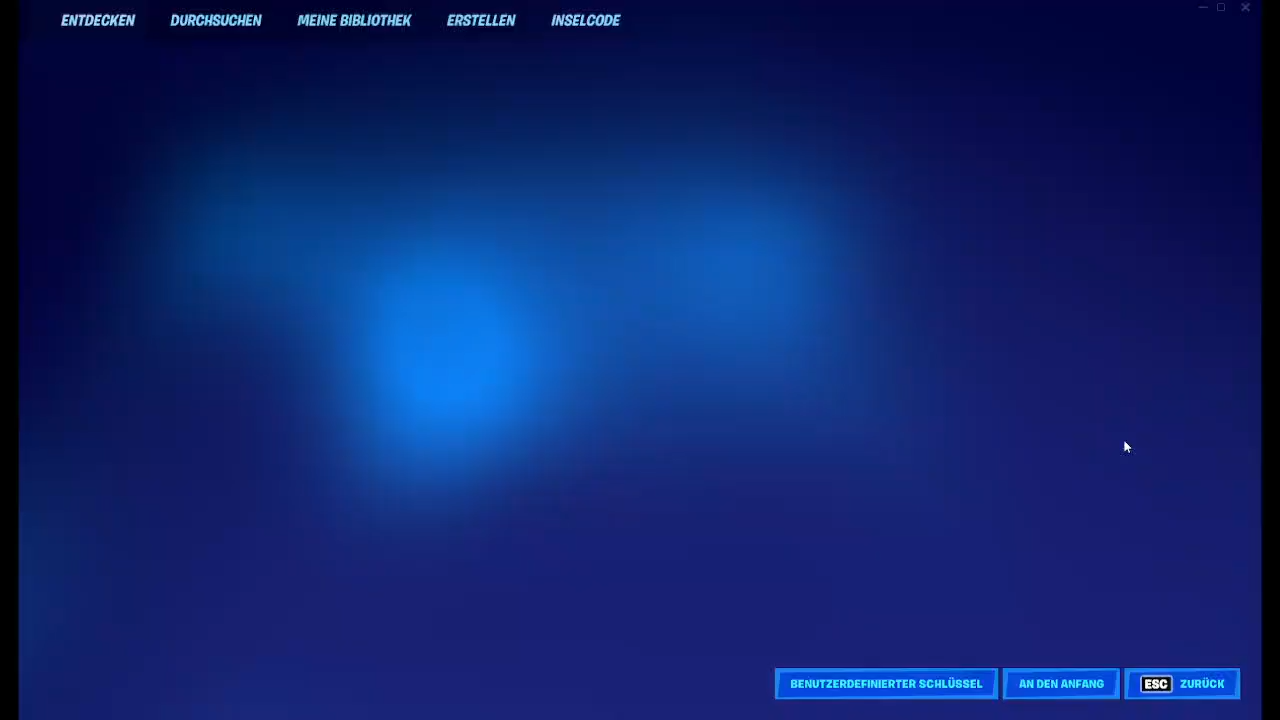 ENTDECKEN DURCHSUCHEN MEINE BIBLIOTHEK ERSTELLEN INSELCODE
BENUTZERDEFINIERTER SCHLÜSSEL AN DEN ANFANG ESC ZURÜCK